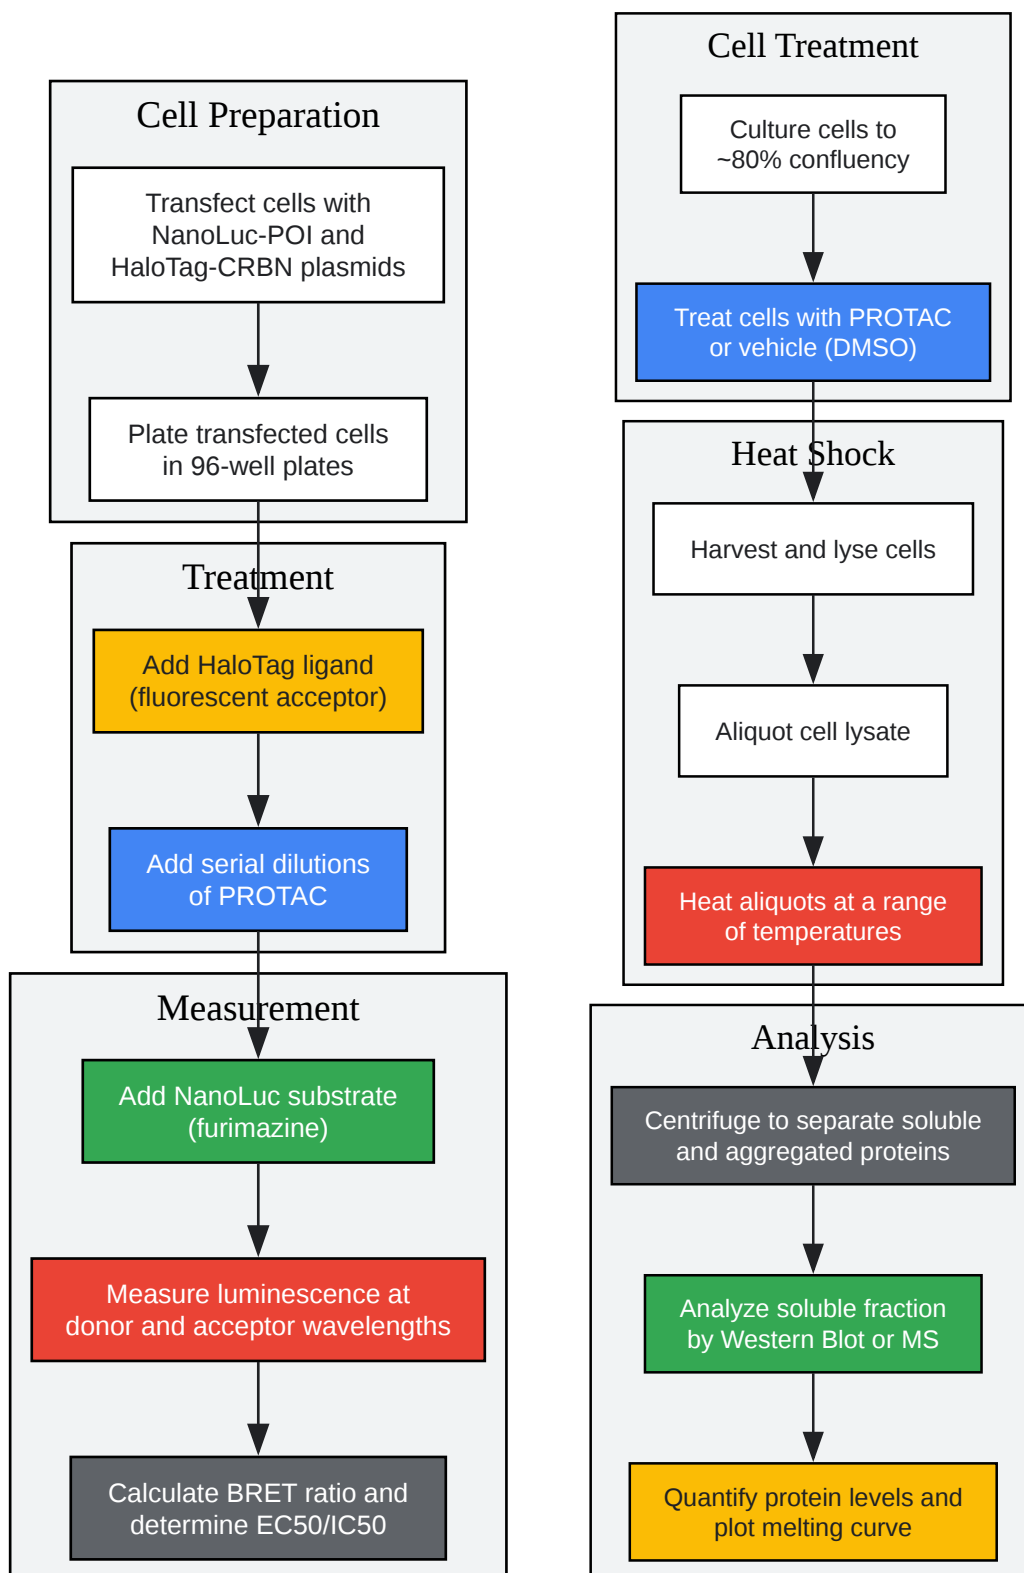 Cell Preparation
Transfect cells with
NanoLuc-POI and
HaloTag-CRBN plasmids
Plate transfected cells
in 96-well plates
Treatment
Add HaloTag ligand
(fluorescent acceptor)
Add serial dilutions
of PROTAC
Measurement
Add NanoLuc substrate
(furimazine)
Measure luminescence at
donor and acceptor wavelengths
Calculate BRET ratio and
determine EC50/IC50
Cell Treatment
Culture cells to
~80% confluency
Treat cells with PROTAC
or vehicle (DMSO)
Heat Shock
Harvest and lyse cells
Aliquot cell lysate
Heat aliquots at a range
of temperatures
Analysis
Centrifuge to separate soluble
and aggregated proteins
Analyze soluble fraction
by Western Blot or MS
Quantify protein levels and
plot melting curve